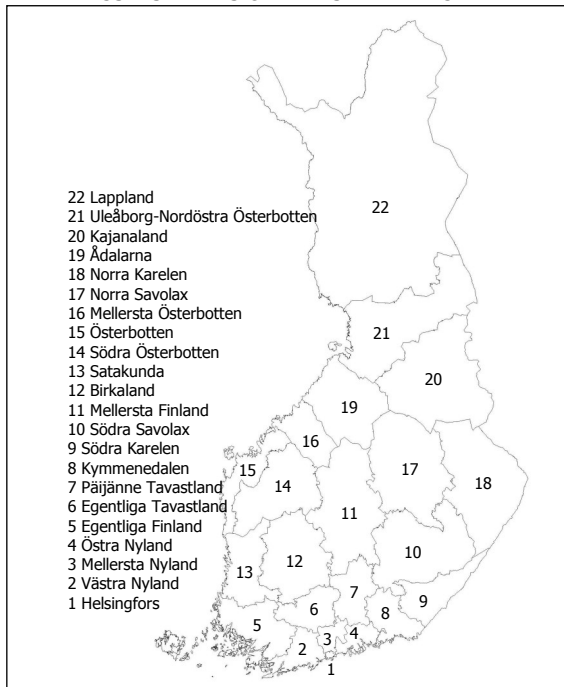 22 Lappland
21 Uleåborg-Nordöstra Österbotten
20 Kajanaland
19 Ådalarna
18 Norra Karelen
17 Norra Savolax
16 Mellersta Österbotten
15 Österbotten
14 Södra Österbotten
13 Satakunda
12 Birkaland
11 Mellersta Finland
10 Södra Savolax
9 Södra Karelen
8 Kymmenedalen
7 Päijänne Tavastland
6 Egentliga Tavastland
5 Egentliga Finland
4 Östra Nyland
3 Mellersta Nyland
2 Västra Nyland
1 Helsingfors
22
21
20
19
16
15
14
17
18
11
10
12
13
7
6
9
8
5
4
3
2
1